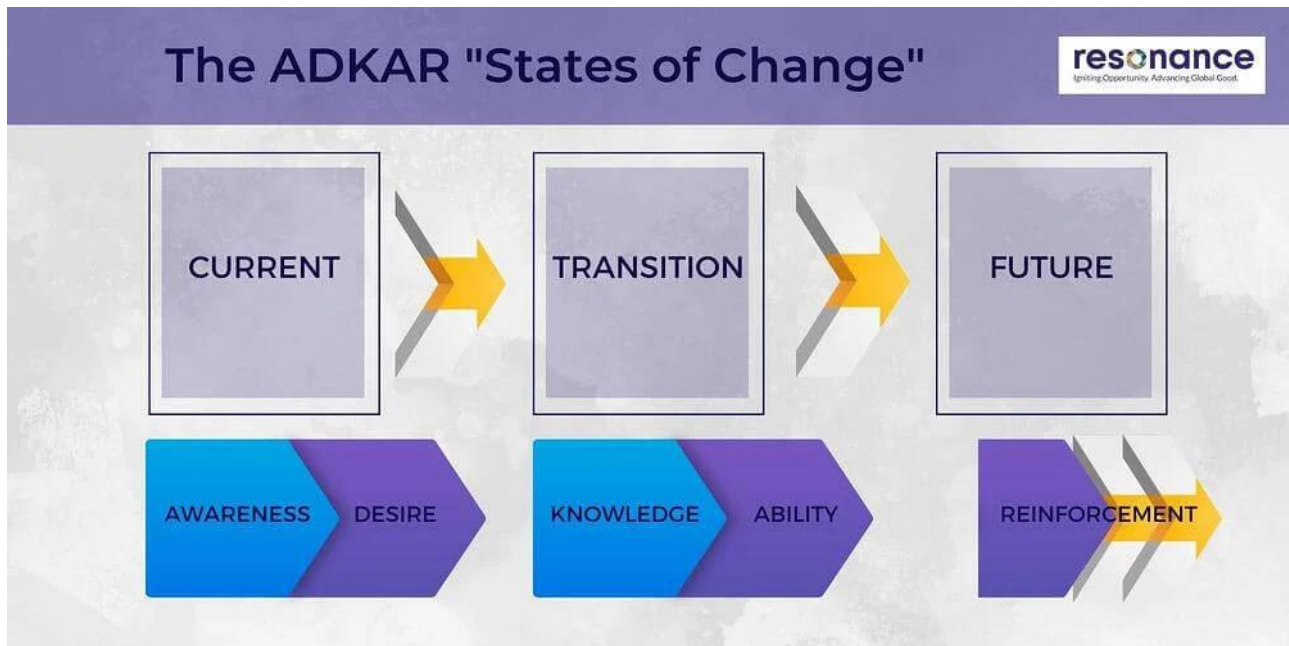 The ADKAR "States of Change"
resonance
Igniting Opportunity. Advancing Global Good.
CURRENT
TRANSITION
FUTURE
AWARENESS
DESIRE
KNOWLEDGE
ABILITY
REINFORCEMENT